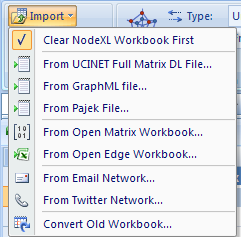 Import
Type:
U
Clear NodeXL Workbook First
From UCINET Full Matrix DL File...
From GraphML file...
From Pajek File...
From Open Matrix Workbook...
From Open Edge Workbook...
From Email Network...
From Twitter Network...
Convert Old Workbook...